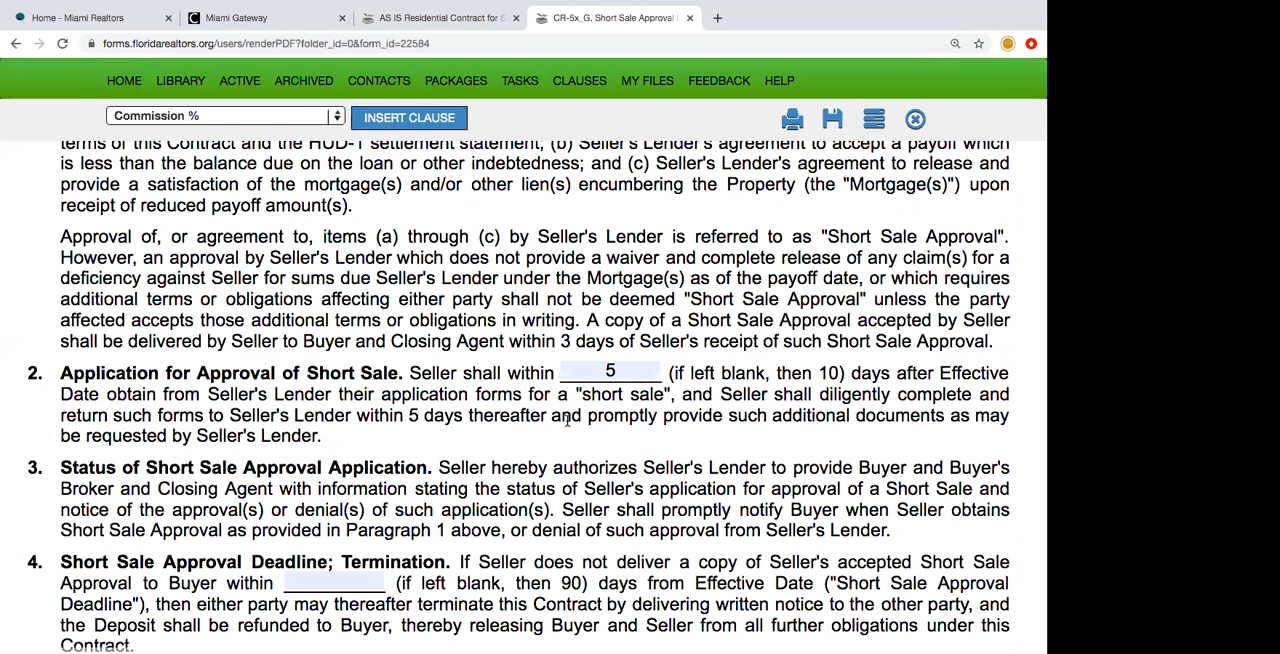 Home - Miami Realtors
Miami Gateway
AS IS Residential Contract for S
CR-5x_G. Short Sale Approval
forms.floridarealtors.org/users/renderPDF?folder_id=0&form_id=22584
HOME LIBRARY ACTIVE ARCHIVED CONTACTS PACKAGES TASKS CLAUSES MY FILES FEEDBACK HELP
Commission % INSERT CLAUSE
terms of this Contract and the HUD-1 settlement statement; (b) Seller's Lender's agreement to accept a payoff which
is less than the balance due on the loan or other indebtedness; and (c) Seller's Lender's agreement to release and
provide a satisfaction of the mortgage(s) and/or other lien(s) encumbering the Property (the "Mortgage(s)") upon
receipt of reduced payoff amount(s).
Approval of, or agreement to, items (a) through (c) by Seller's Lender is referred to as "Short Sale Approval".
However, an approval by Seller's Lender which does not provide a waiver and complete release of any claim(s) for a
deficiency against Seller for sums due Seller's Lender under the Mortgage(s) as of the payoff date, or which requires
additional terms or obligations affecting either party shall not be deemed "Short Sale Approval" unless the party
affected accepts those additional terms or obligations in writing. A copy of a Short Sale Approval accepted by Seller
shall be delivered by Seller to Buyer and Closing Agent within 3 days of Seller's receipt of such Short Sale Approval.
2. Application for Approval of Short Sale. Seller shall within 5 (if left blank, then 10) days after Effective
Date obtain from Seller's Lender their application forms for a "short sale", and Seller shall diligently complete and
return such forms to Seller's Lender within 5 days thereafter and promptly provide such additional documents as may
be requested by Seller's Lender.
3. Status of Short Sale Approval Application. Seller hereby authorizes Seller's Lender to provide Buyer and Buyer's
Broker and Closing Agent with information stating the status of Seller's application for approval of a Short Sale and
notice of the approval(s) or denial(s) of such application(s). Seller shall promptly notify Buyer when Seller obtains
Short Sale Approval as provided in Paragraph 1 above, or denial of such approval from Seller's Lender.
4. Short Sale Approval Deadline; Termination. If Seller does not deliver a copy of Seller's accepted Short Sale
Approval to Buyer within (if left blank, then 90) days from Effective Date ("Short Sale Approval
Deadline"), then either party may thereafter terminate this Contract by delivering written notice to the other party, and
the Deposit shall be refunded to Buyer, thereby releasing Buyer and Seller from all further obligations under this
Contract.